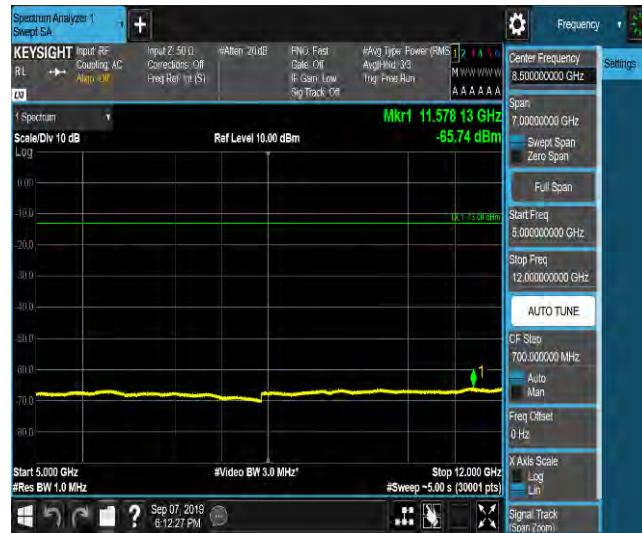 Spectrum Analyzer 1
Swept SA
Frequency
KEYSIGHT
RL
Input: RF
Coupling: AC
Align: Off
Input Z: 50 Ω
Corrections: Off
Freq Ref: Int (S)
#Atten: 20 dB
PNO: Fast
Gate: Off
IF Gain: Low
Sig Track: Off
#Avg Type: Power (RMS
Avg|Hold: 3/3
Trig: Free Run
1 2 3 4 5 6
M W W W W W
A A A A A A
LXI
1 Spectrum
Scale/Div 10 dB
Log
Ref Level 10.00 dBm
Mkr1 11.578 13 GHz
-65.74 dBm
0.00
-10.0
DL1 -13.00 dBm
-20.0
-30.0
-40.0
-50.0
-60.0
1
-70.0
-80.0
Start 5.000 GHz
#Res BW 1.0 MHz
#Video BW 3.0 MHz*
Stop 12.000 GHz
#Sweep ~5.00 s (30001 pts)
Center Frequency
8.500000000 GHz
Settings
Span
7.00000000 GHz
Swept Span
Zero Span
Full Span
Start Freq
5.000000000 GHz
Stop Freq
12.000000000 GHz
AUTO TUNE
CF Step
700.000000 MHz
Auto
Man
Freq Offset
0 Hz
X Axis Scale
Log
Lin
Signal Track
(Span Zoom)
?
Sep 07, 2019
6:12:27 PM